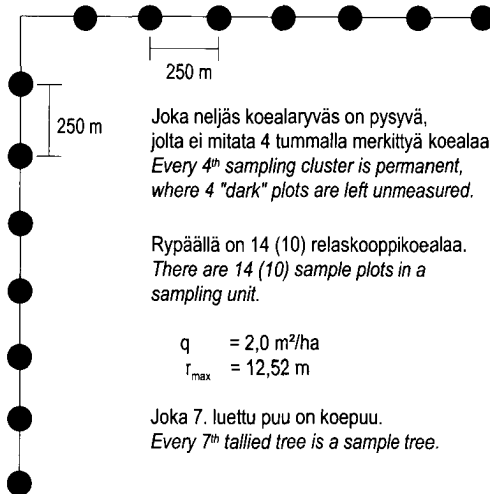 250 m
250 m
Joka neljäs koealaryväs on pysyvä,
jolta ei mitata 4 tummalla merkittyä koealaa
Every 4th sampling cluster is permanent,
where 4 "dark" plots are left unmeasured.
Rypäällä on 14 (10) relaskooppikoealaa.
There are 14 (10) sample plots in a
sampling unit.
q = 2,0 m²/ha
rmax = 12,52 m
Joka 7. luettu puu on koepuu.
Every 7th tallied tree is a sample tree.